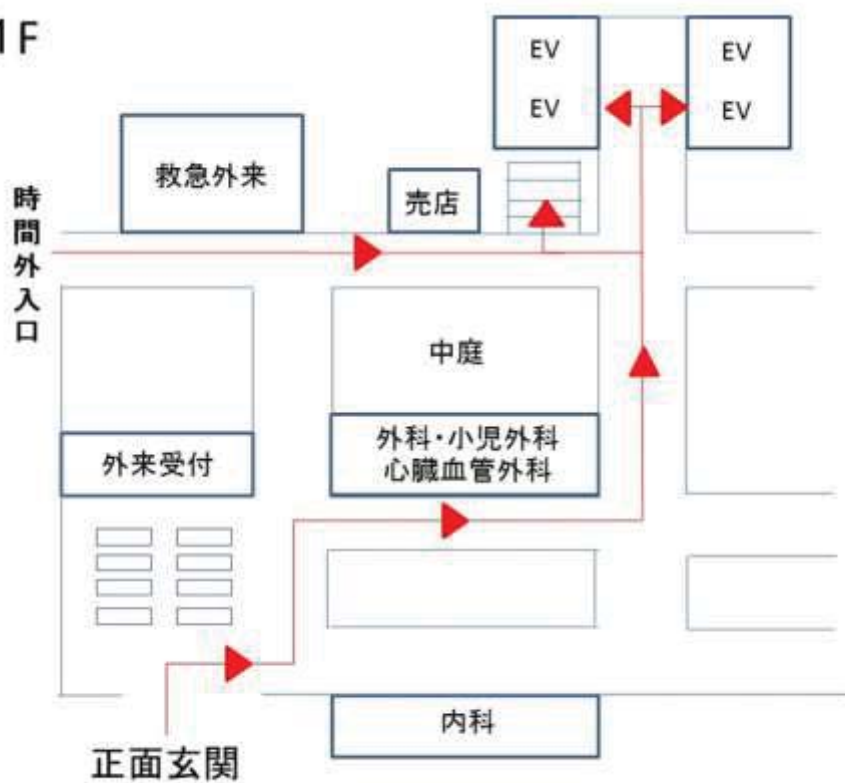 1F
EV
EV
EV
EV
救急外来
売店
時間外入口
中庭
外科・小児外科
心臓血管外科
外来受付
内科
正面玄関